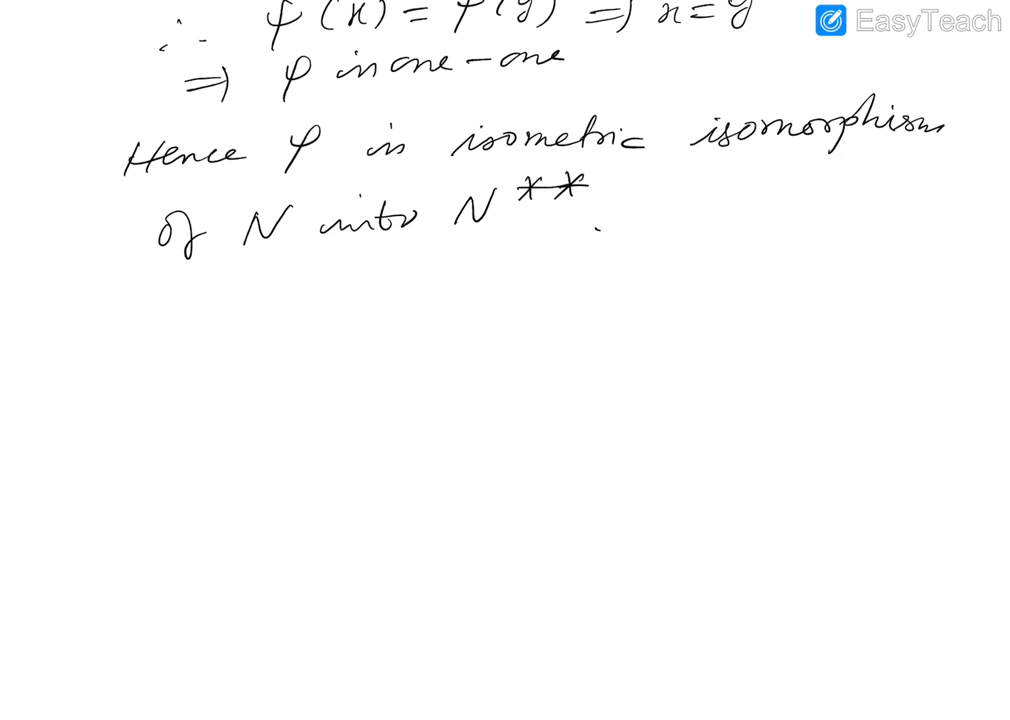 ∴ φ(x) = φ(y) ⇒ x = y
EasyTeach
⇒ φ is one-one
Hence φ is isometric isomorphism
of N into N**.